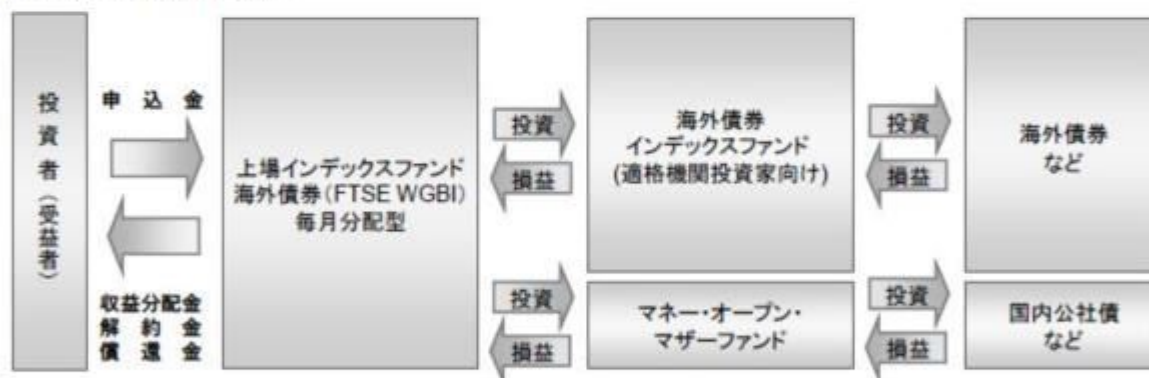 投資者（受益者）
申込金
収益分配金
解約金
償還金
上場インデックスファンド
海外債券（FTSE WGBI）
毎月分配型
投資
損益
海外債券
インデックスファンド
(適格機関投資家向け)
投資
損益
海外債券
など
投資
損益
マネー・オープン・
マザーファンド
投資
損益
国内公社債
など